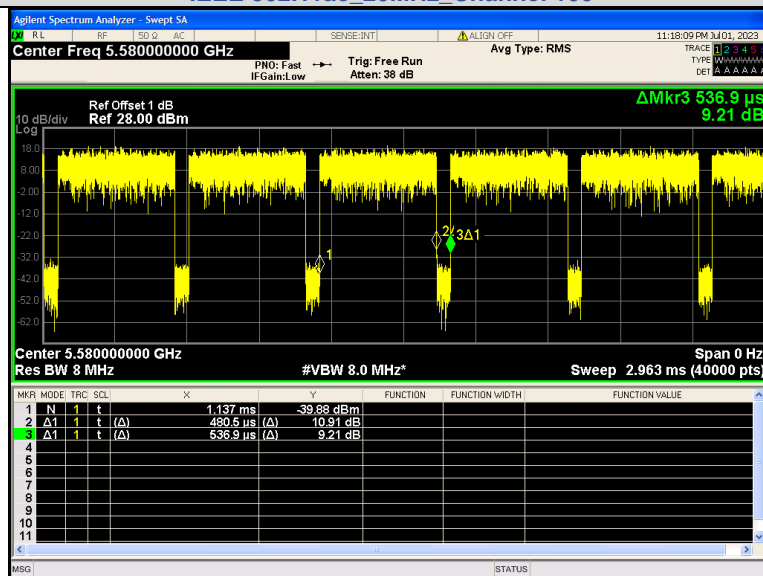 Agilent Spectrum Analyzer - Swept SA
LXI RL RF 50 Ω AC SENSE:INT ALIGN OFF 11:18:09 PM Jul 01, 2023
Center Freq 5.580000000 GHz Avg Type: RMS TRACE 1 2 3 4 5
PNO: Fast Trig: Free Run TYPE
IFGain:Low Atten: 38 dB DET A A A A A
ΔMkr3 536.9 µs
9.21 dB
Ref Offset 1 dB
10 dB/div Ref 28.00 dBm
Log
18.0
8.00
-2.00
-12.0
-22.0
2 3Δ1
-32.0
1
-42.0
-52.0
-62.0
Center 5.580000000 GHz Span 0 Hz
Res BW 8 MHz #VBW 8.0 MHz* Sweep 2.963 ms (40000 pts)
MKR MODE TRC SCL X Y FUNCTION FUNCTION WIDTH FUNCTION VALUE
1 N 1 t 1.137 ms -39.88 dBm
2 Δ1 1 t (Δ) 480.5 µs (Δ) 10.91 dB
3 Δ1 1 t (Δ) 536.9 µs (Δ) 9.21 dB
4
5
6
7
8
9
10
11
MSG STATUS